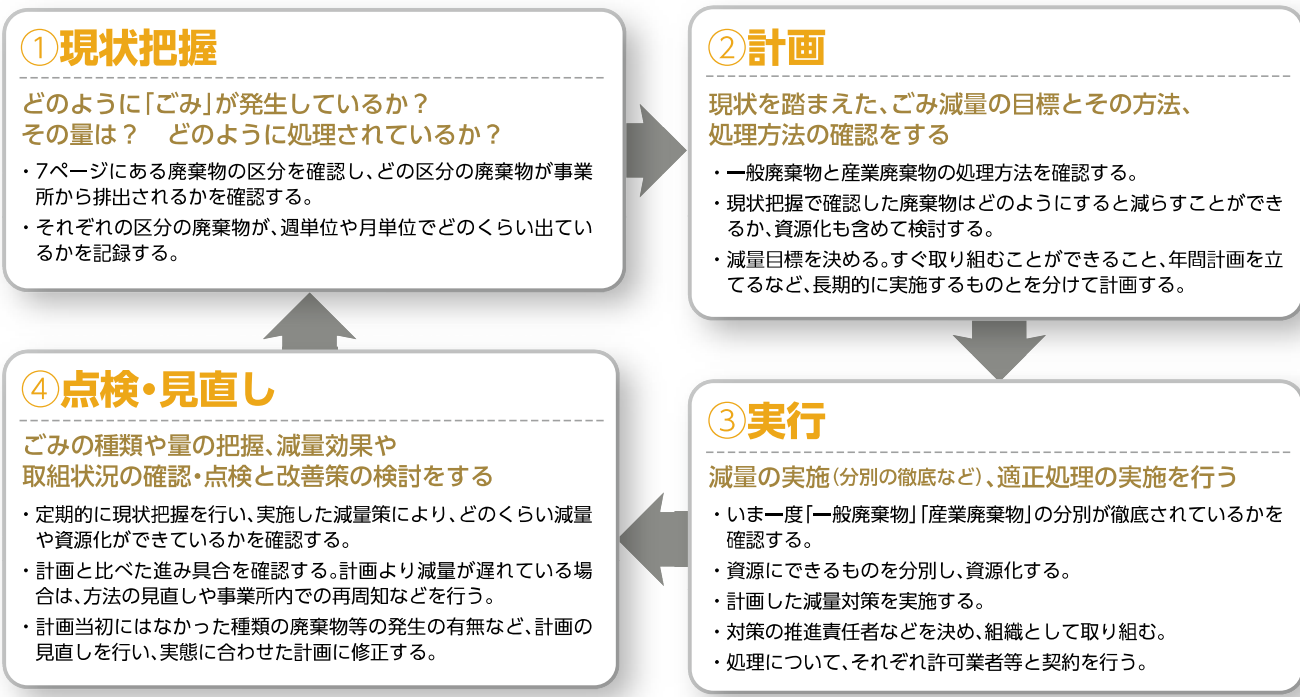 ①現状把握
どのように「ごみ」が発生しているか？
その量は？　どのように処理されているか？
・7ページにある廃棄物の区分を確認し、どの区分の廃棄物が事業
所から排出されるかを確認する。
・それぞれの区分の廃棄物が、週単位や月単位でどのくらい出てい
るかを記録する。
②計画
現状を踏まえた、ごみ減量の目標とその方法、
処理方法の確認をする
・一般廃棄物と産業廃棄物の処理方法を確認する。
・現状把握で確認した廃棄物はどのようにすると減らすことができ
るか、資源化も含めて検討する。
・減量目標を決める。すぐ取り組むことができること、年間計画を立
てるなど、長期的に実施するものとを分けて計画する。
③実行
減量の実施（分別の徹底など）、適正処理の実施を行う
・いま一度「一般廃棄物」「産業廃棄物」の分別が徹底されているかを
確認する。
・資源にできるものを分別し、資源化する。
・計画した減量対策を実施する。
・対策の推進責任者などを決め、組織として取り組む。
・処理について、それぞれ許可業者等と契約を行う。
④点検・見直し
ごみの種類や量の把握、減量効果や
取組状況の確認・点検と改善策の検討をする
・定期的に現状把握を行い、実施した減量策により、どのくらい減量
や資源化ができているかを確認する。
・計画と比べた進み具合を確認する。計画より減量が遅れている場
合は、方法の見直しや事業所内での再周知などを行う。
・計画当初にはなかった種類の廃棄物等の発生の有無など、計画の
見直しを行い、実態に合わせた計画に修正する。